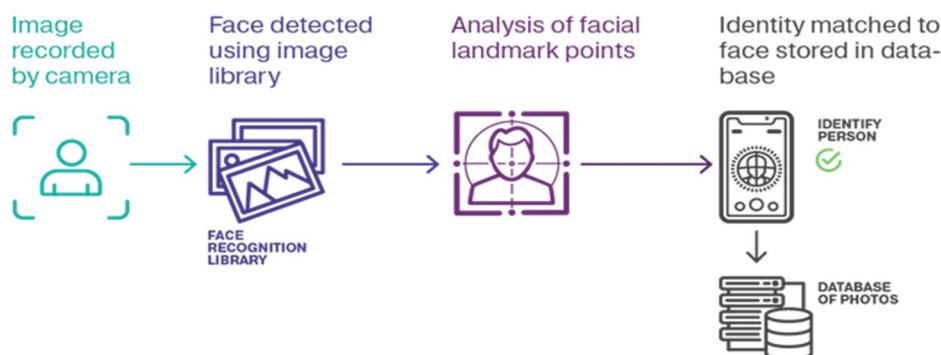 Image
recorded
by camera
Face detected
using image
library
Analysis of facial
landmark points
Identity matched to
face stored in data-
base
IDENTIFY
PERSON
FACE
RECOGNITION
LIBRARY
DATABASE
OF PHOTOS